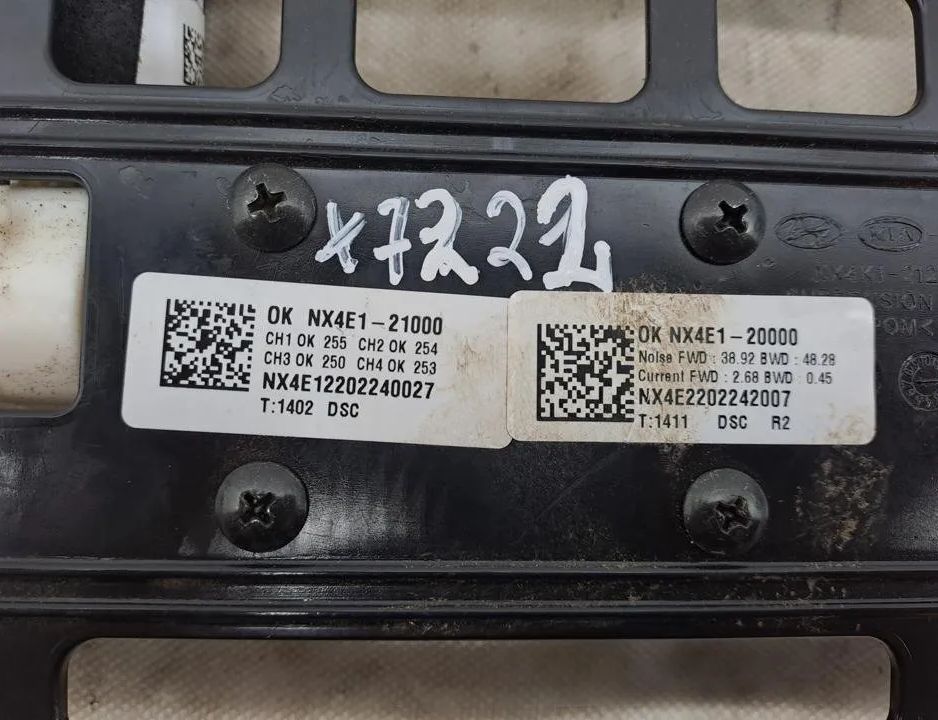 x7222
KIA
OK NX4E1-21000
CH1 OK 255 CH2 OK 254
CH3 OK 250 CH4 OK 253
NX4E12202240027
T:1402 DSC
OK NX4E1-20000
Noise FWD : 38.92 BWD : 48.28
Current FWD : 2.68 BWD : 0.45
NX4E2202242007
T:1411 DSC R2